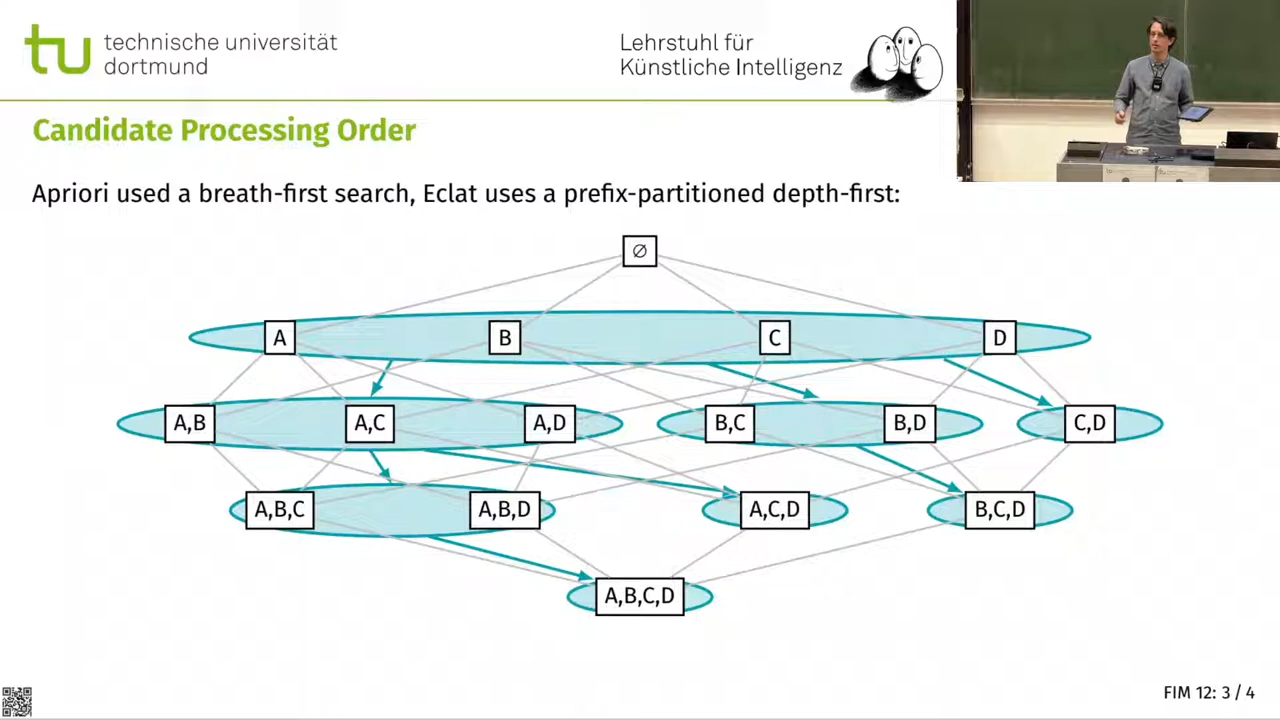 tu technische universität
dortmund
Lehrstuhl für
Künstliche Intelligenz
Candidate Processing Order
Apriori used a breath-first search, Eclat uses a prefix-partitioned depth-first:
∅
A B C D
A,B A,C A,D B,C B,D C,D
A,B,C A,B,D A,C,D B,C,D
A,B,C,D
FIM 12: 3 / 4